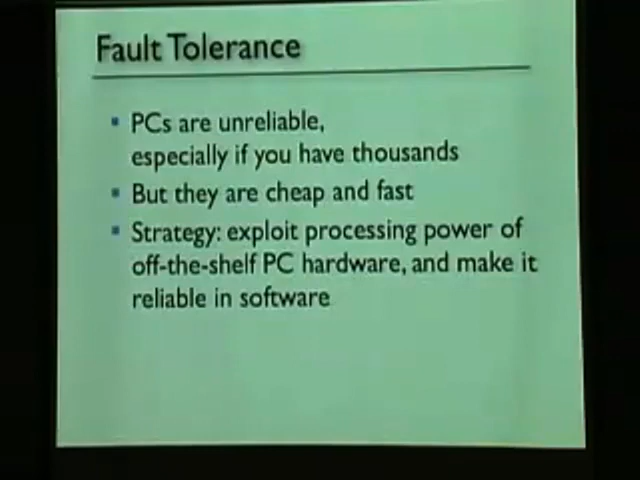 Fault Tolerance
PCs are unreliable,
especially if you have thousands
But they are cheap and fast
Strategy: exploit processing power of
off-the-shelf PC hardware, and make it
reliable in software